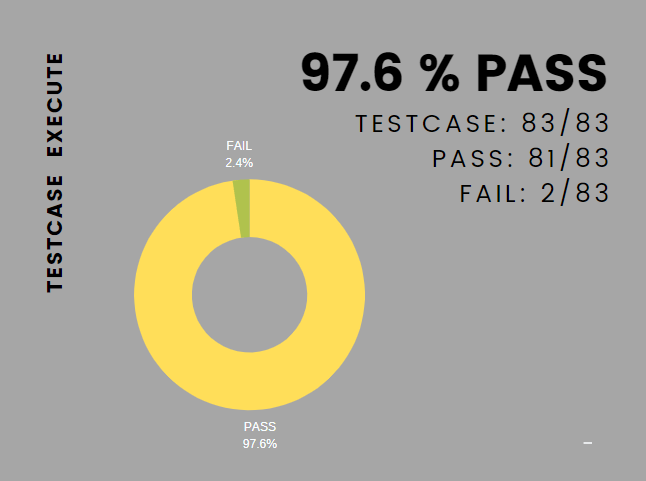 TESTCASE EXECUTE
97.6 % PASS
TESTCASE: 83/83
PASS: 81/83
FAIL: 2/83
FAIL
2.4%
PASS
97.6%
–